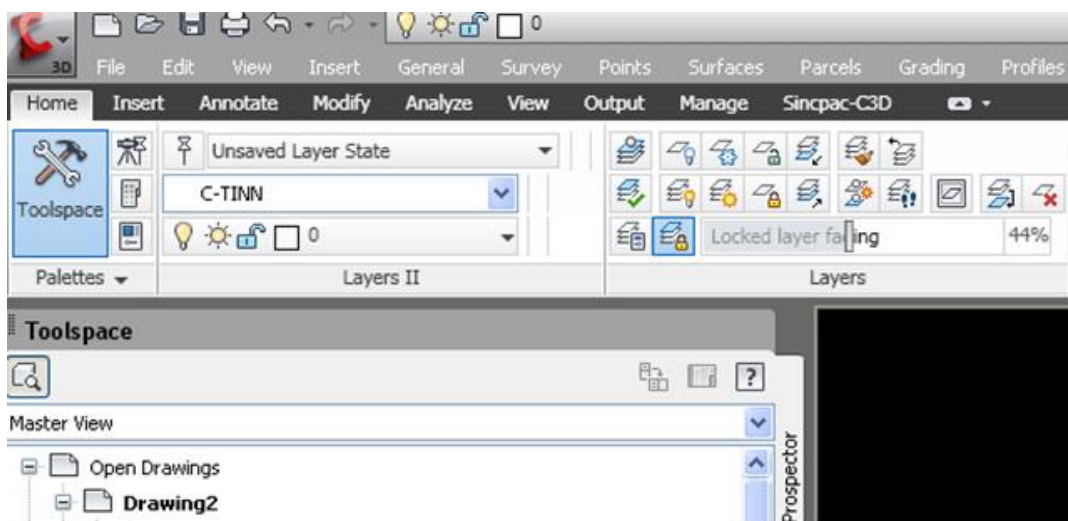 0
3D File Edit View Insert General Survey Points Surfaces Parcels Grading Profiles
Home Insert Annotate Modify Analyze View Output Manage Sincpac-C3D
Unsaved Layer State
C-TINN
Toolspace
0
Locked layer fading 44%
Palettes Layers II Layers
Toolspace
?
Master View
Open Drawings
Drawing2
Prospector